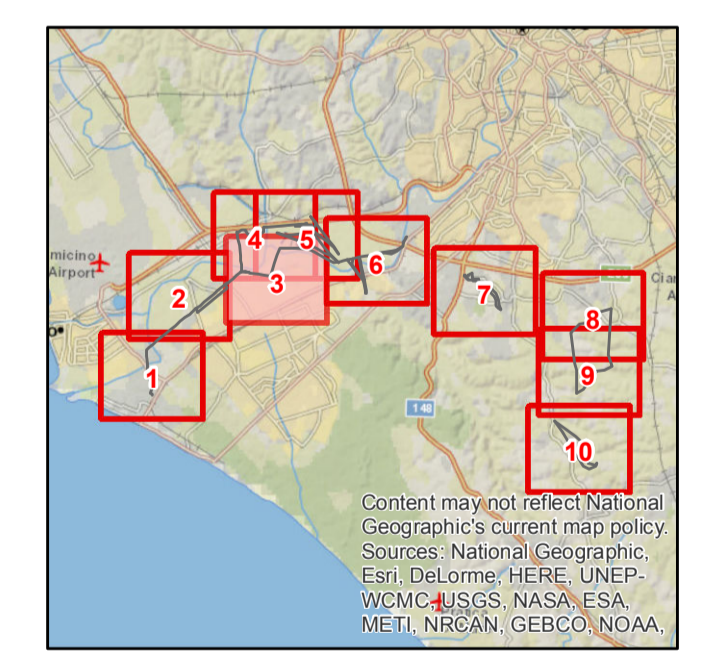 micino
Airport
4
5
6
3
2
7
Cia
A
8
o
1
9
148
10
Content may not reflect National
Geographic's current map policy.
Sources: National Geographic,
Esri, DeLorme, HERE, UNEP-
WCMC, USGS, NASA, ESA,
METI, NRCAN, GEBCO, NOAA,